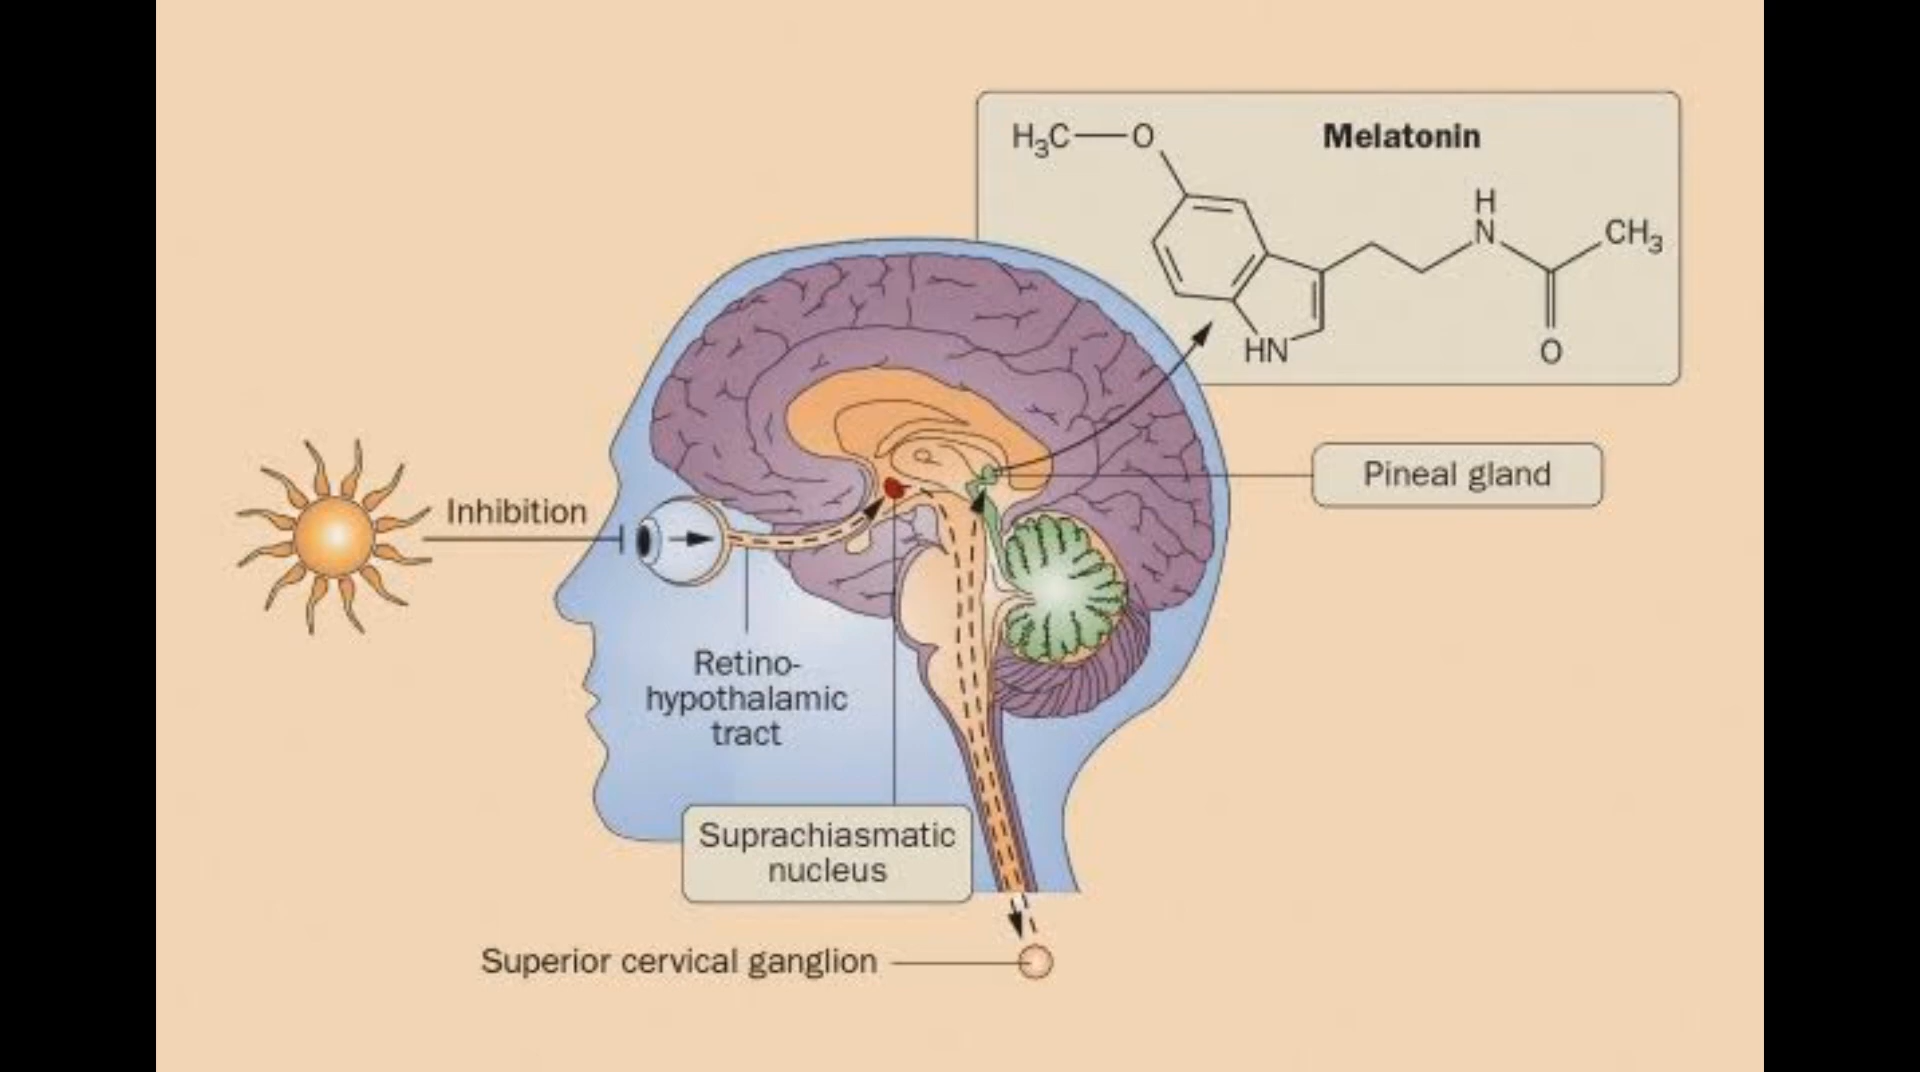 H₃C—O
Melatonin
H
N
CH₃
HN
O
Pineal gland
Inhibition
Retino-
hypothalamic
tract
Suprachiasmatic
nucleus
Superior cervical ganglion